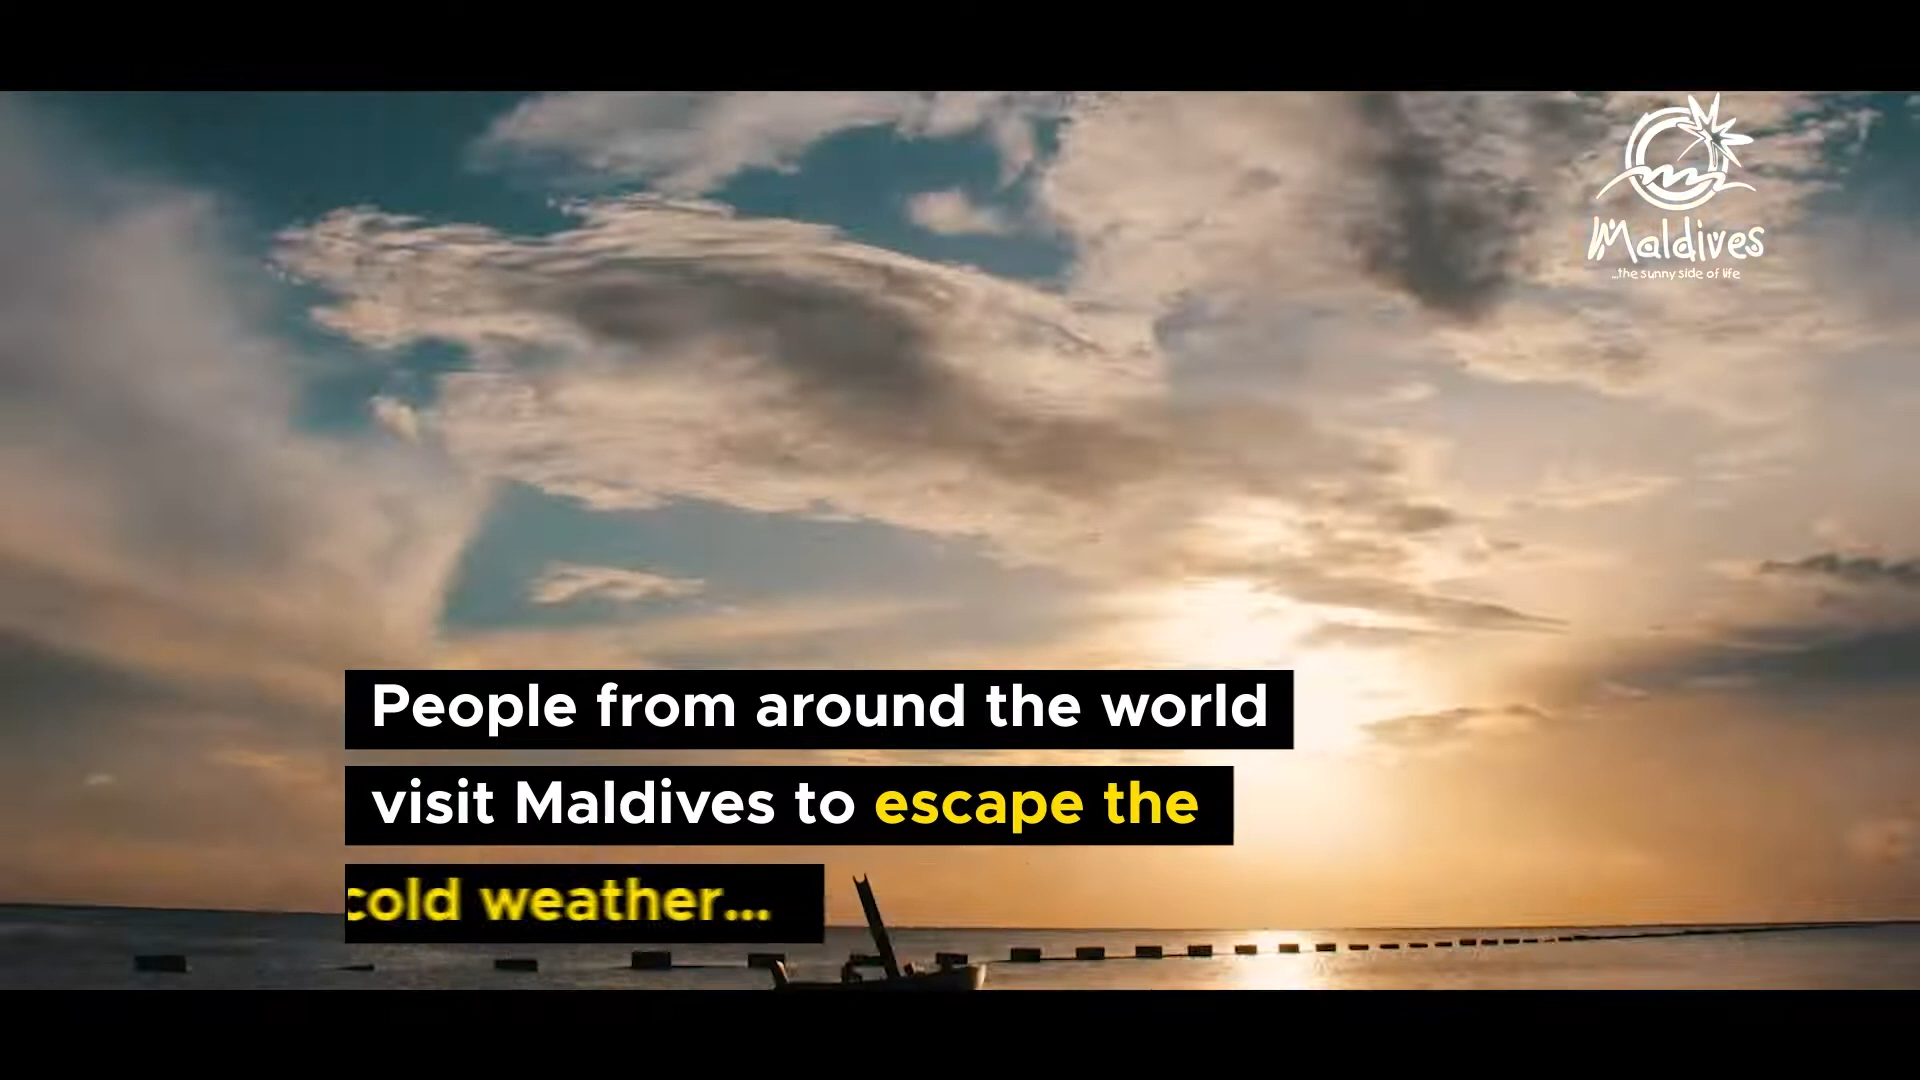 Maldives
...the sunny side of life
People from around the world
visit Maldives to escape the
cold weather...